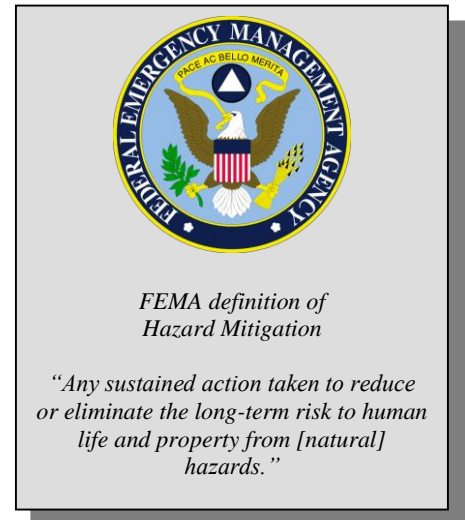 FEDERAL EMERGENCY MANAGEMENT AGENCY
PACE AC BELLO MERITA
FEMA definition of
Hazard Mitigation
“Any sustained action taken to reduce
or eliminate the long-term risk to human
life and property from [natural]
hazards.”